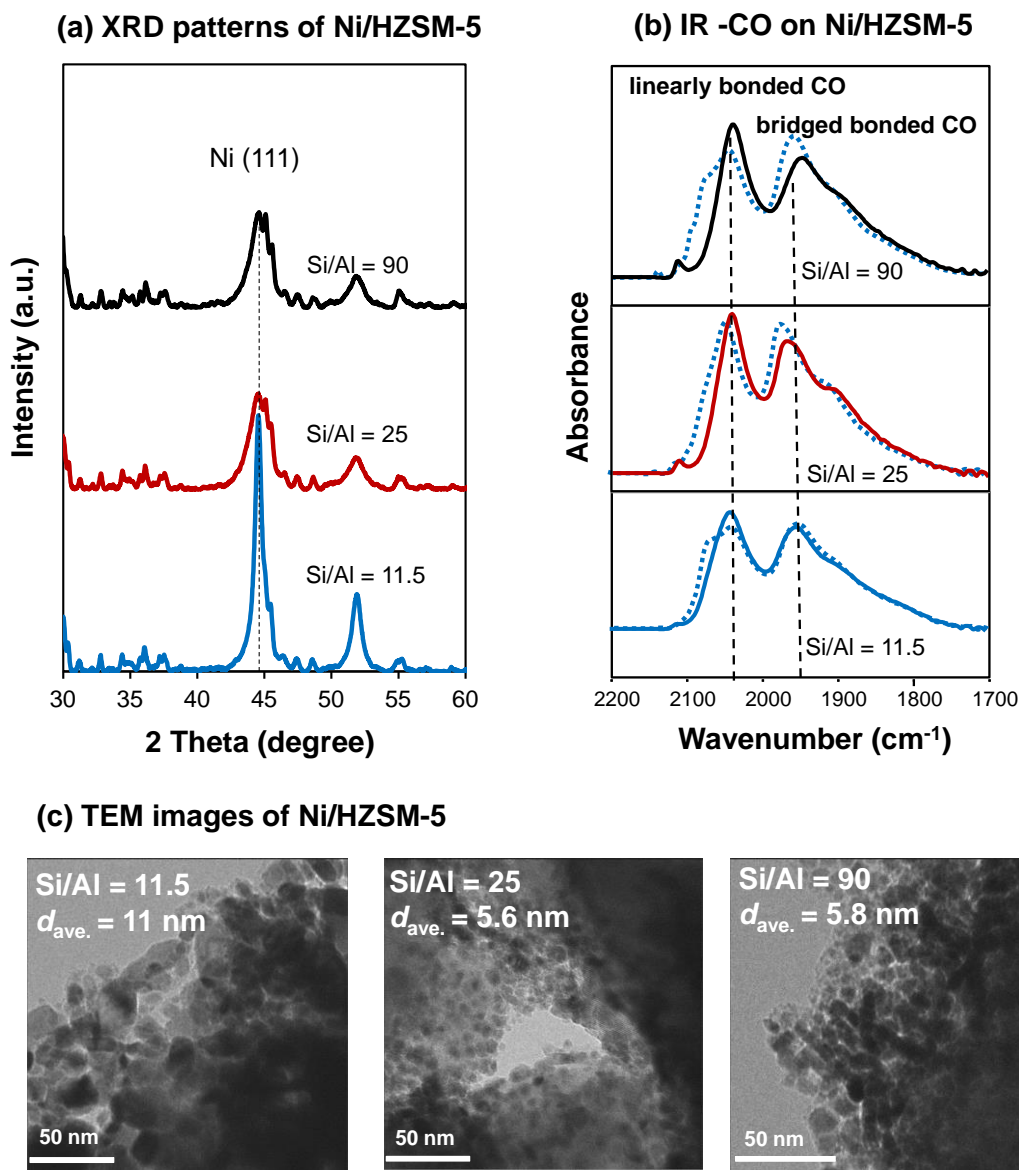 (a) XRD patterns of Ni/HZSM-5
Intensity (a.u.)
Ni (111)
Si/Al = 90
Si/Al = 25
Si/Al = 11.5
30 35 40 45 50 55 60
2 Theta (degree)
(b) IR -CO on Ni/HZSM-5
Absorbance
linearly bonded CO
bridged bonded CO
Si/Al = 90
Si/Al = 25
Si/Al = 11.5
2200 2100 2000 1900 1800 1700
Wavenumber (cm⁻¹)
(c) TEM images of Ni/HZSM-5
Si/Al = 11.5
dave. = 11 nm
50 nm
Si/Al = 25
dave. = 5.6 nm
50 nm
Si/Al = 90
dave. = 5.8 nm
50 nm